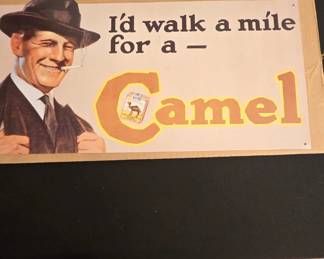 I'd walk a mile
for a —
Camel